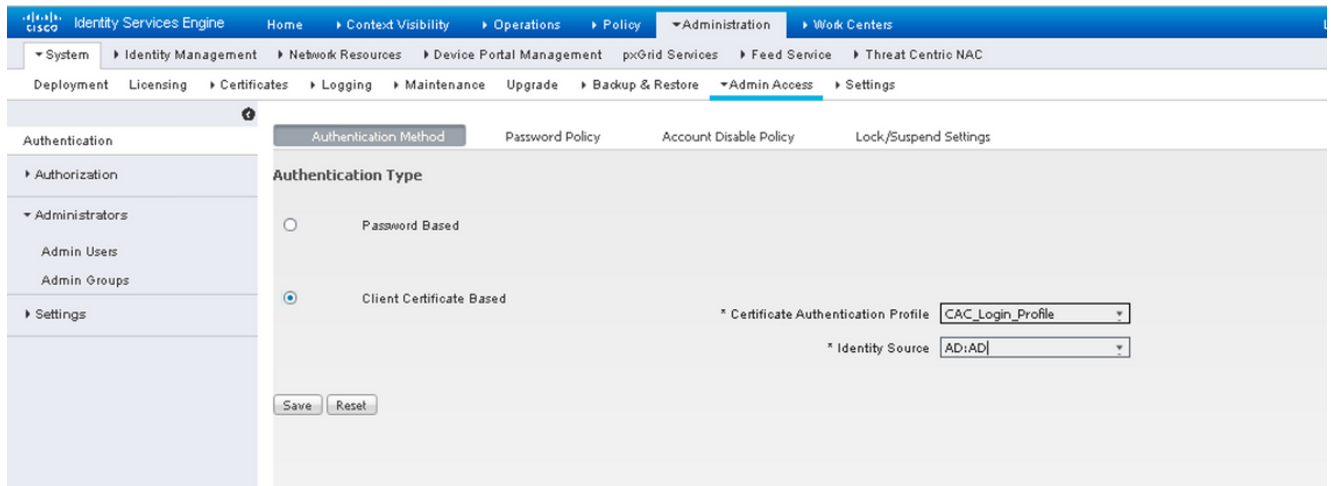 cisco Identity Services Engine Home Context Visibility Operations Policy Administration Work Centers
System Identity Management Network Resources Device Portal Management pxGrid Services Feed Service Threat Centric NAC
Deployment Licensing Certificates Logging Maintenance Upgrade Backup & Restore Admin Access Settings
Authentication
Authorization
Administrators
Admin Users
Admin Groups
Settings
Authentication Method Password Policy Account Disable Policy Lock/Suspend Settings
Authentication Type
Password Based
Client Certificate Based
* Certificate Authentication Profile CAC_Login_Profile
* Identity Source AD:AD
Save Reset